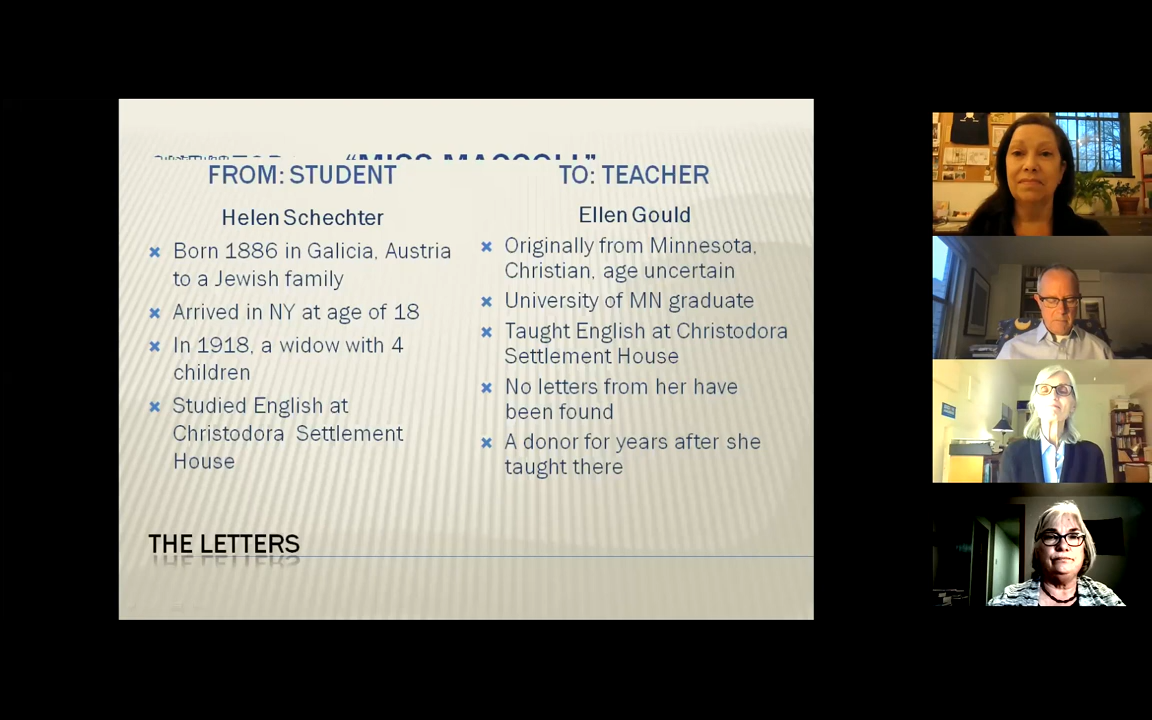 "MISS MACCOLL"
FROM: STUDENT
Helen Schechter
Born 1886 in Galicia, Austria
to a Jewish family
Arrived in NY at age of 18
In 1918, a widow with 4
children
Studied English at
Christodora Settlement
House
TO: TEACHER
Ellen Gould
Originally from Minnesota,
Christian, age uncertain
University of MN graduate
Taught English at Christodora
Settlement House
No letters from her have
been found
A donor for years after she
taught there
THE LETTERS